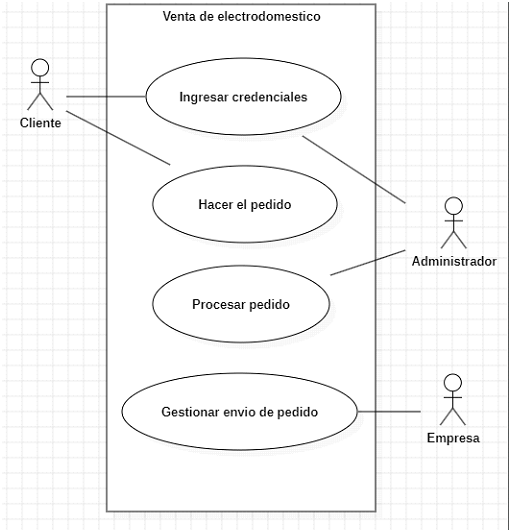 Venta de electrodomestico
Ingresar credenciales
Cliente
Hacer el pedido
Administrador
Procesar pedido
Gestionar envio de pedido
Empresa